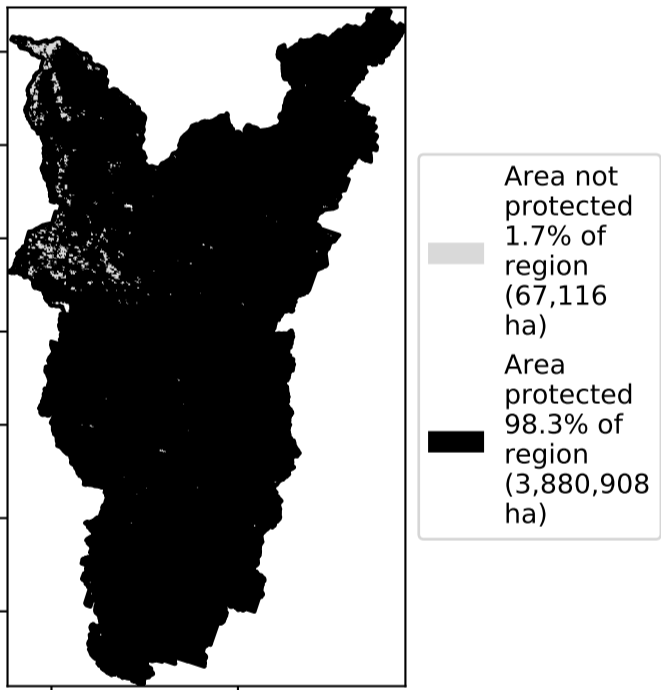 Area not
protected
1.7% of
region
(67,116
ha)
Area
protected
98.3% of
region
(3,880,908
ha)